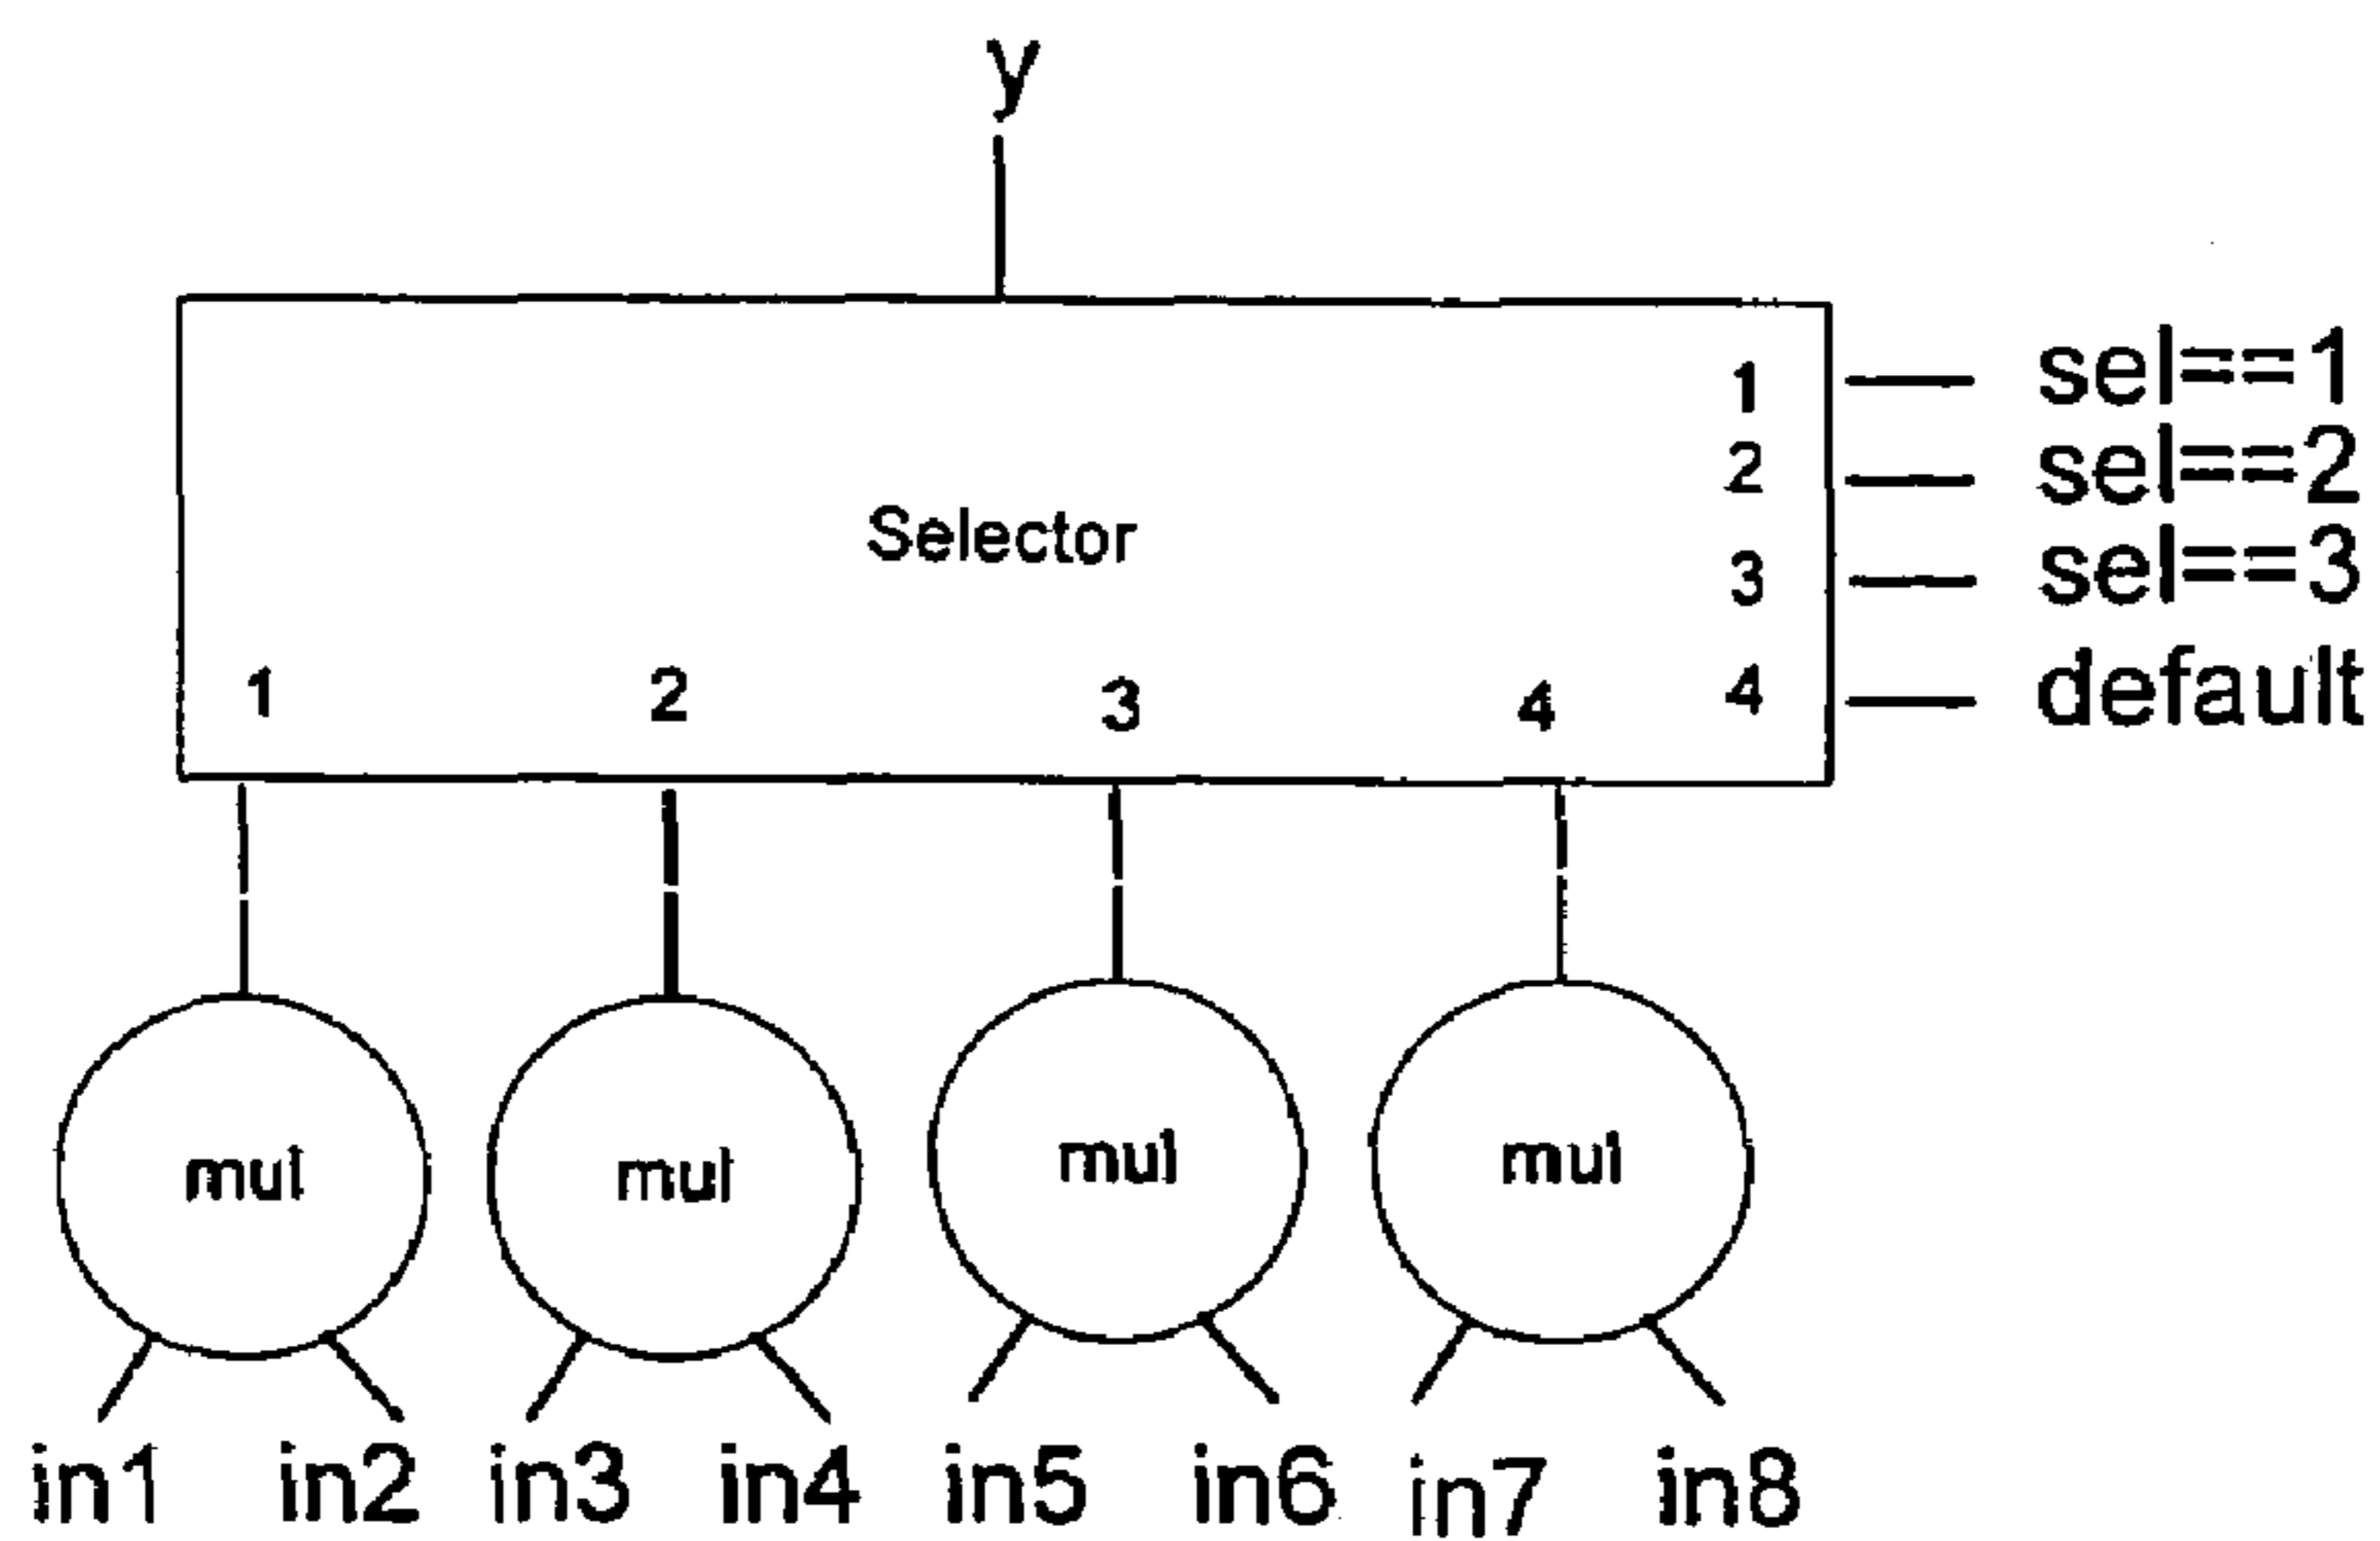 y
1 sel==1
2 sel==2
Selector
3 sel==3
1 2 3 4 4 default
mul mul mul mul
in1 in2 in3 in4 in5 in6 in7 in8